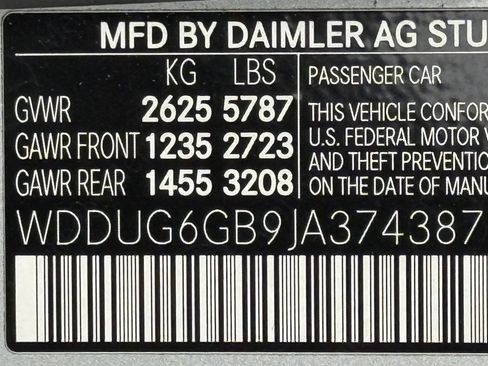 MFD BY DAIMLER AG STU
KG LBS
GVWR 2625 5787
GAWR FRONT 1235 2723
GAWR REAR 1455 3208
PASSENGER CAR
THIS VEHICLE CONFOR
U.S. FEDERAL MOTOR V
AND THEFT PREVENTIO
ON THE DATE OF MANU
WDDUG6GB9JA374387